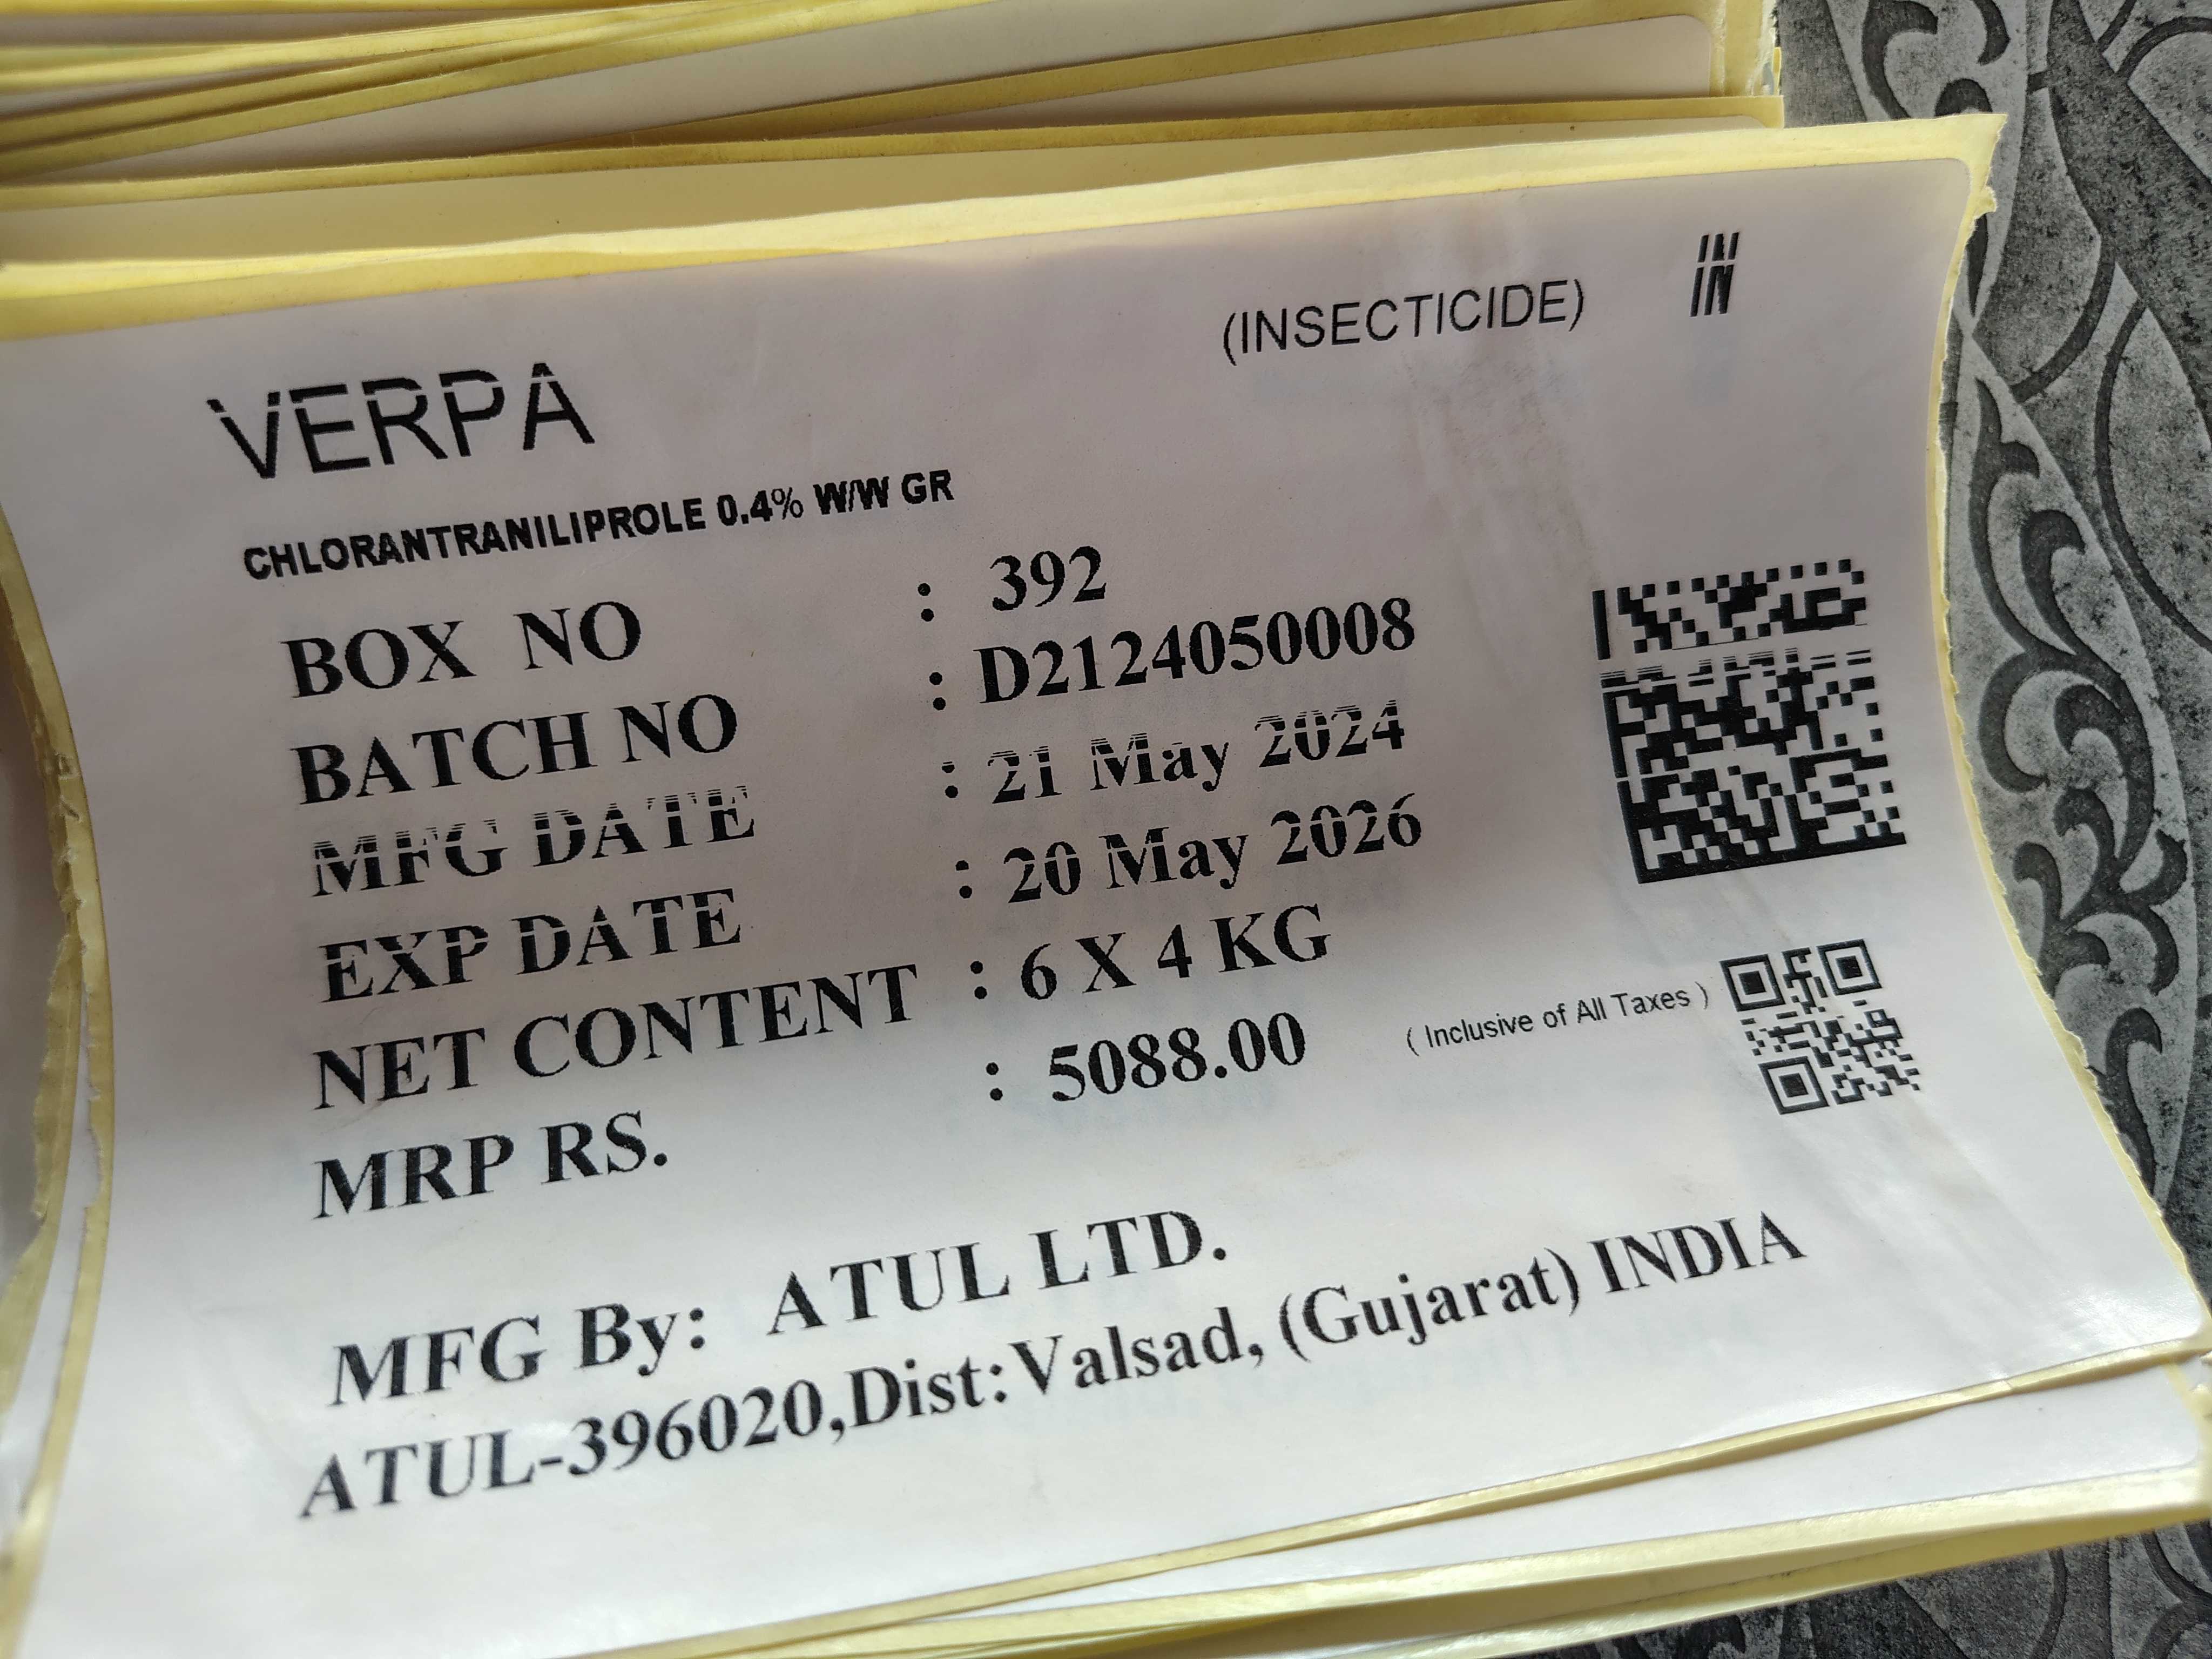 (INSECTICIDE) IN
VERPA
CHLORANTRANILIPROLE 0.4% W/W GR
BOX NO : 392
BATCH NO : D2124050008
MFG DATE : 21 May 2024
EXP DATE : 20 May 2026
NET CONTENT : 6 X 4 KG
MRP RS. : 5088.00 ( Inclusive of All Taxes )
MFG By: ATUL LTD.
ATUL-396020,Dist:Valsad, (Gujarat) INDIA